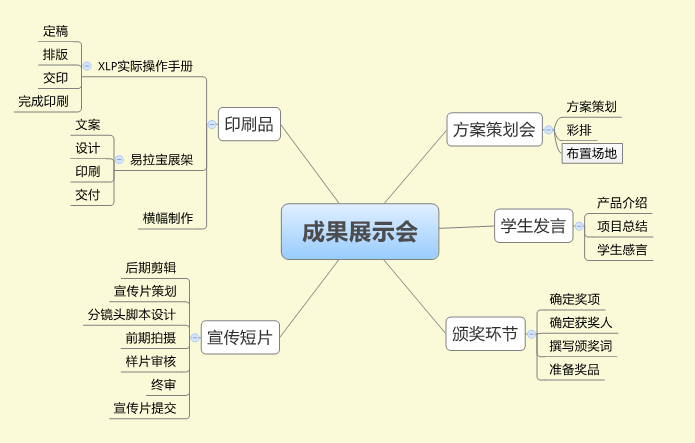 成果展示会
印刷品
XLP实际操作手册
定稿
排版
交印
完成印刷
易拉宝展架
文案
设计
印刷
交付
横幅制作
宣传短片
后期剪辑
宣传片策划
分镜头脚本设计
前期拍摄
样片审核
终审
宣传片提交
方案策划会
方案策划
彩排
布置场地
学生发言
产品介绍
项目总结
学生感言
颁奖环节
确定奖项
确定获奖人
撰写颁奖词
准备奖品